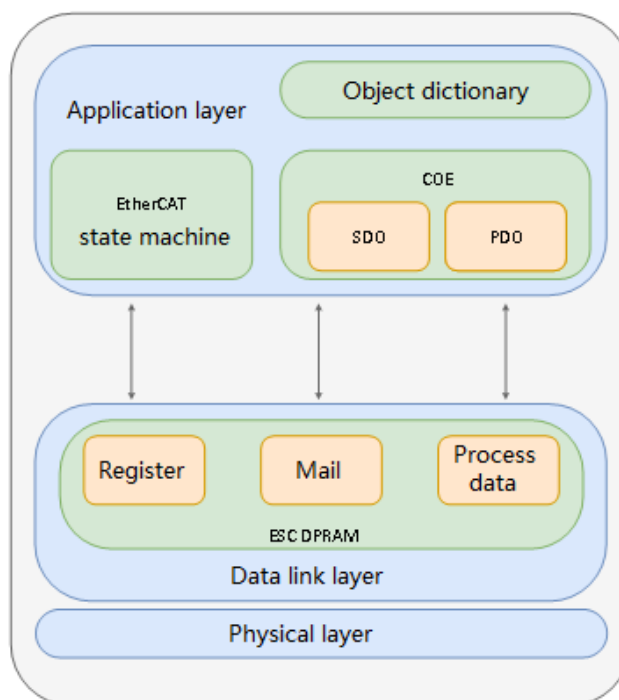 Object dictionary
Application layer
EtherCAT
state machine
COE
SDO
PDO
Register
Mail
Process
data
ESC DPRAM
Data link layer
Physical layer